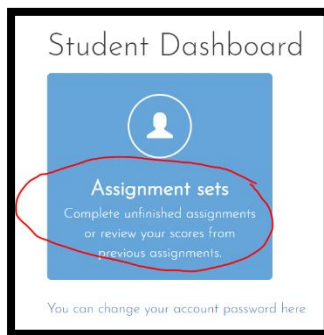 Student Dashboard
Assignment sets
Complete unfinished assignments
or review your scores from
previous assignments.
You can change your account password here